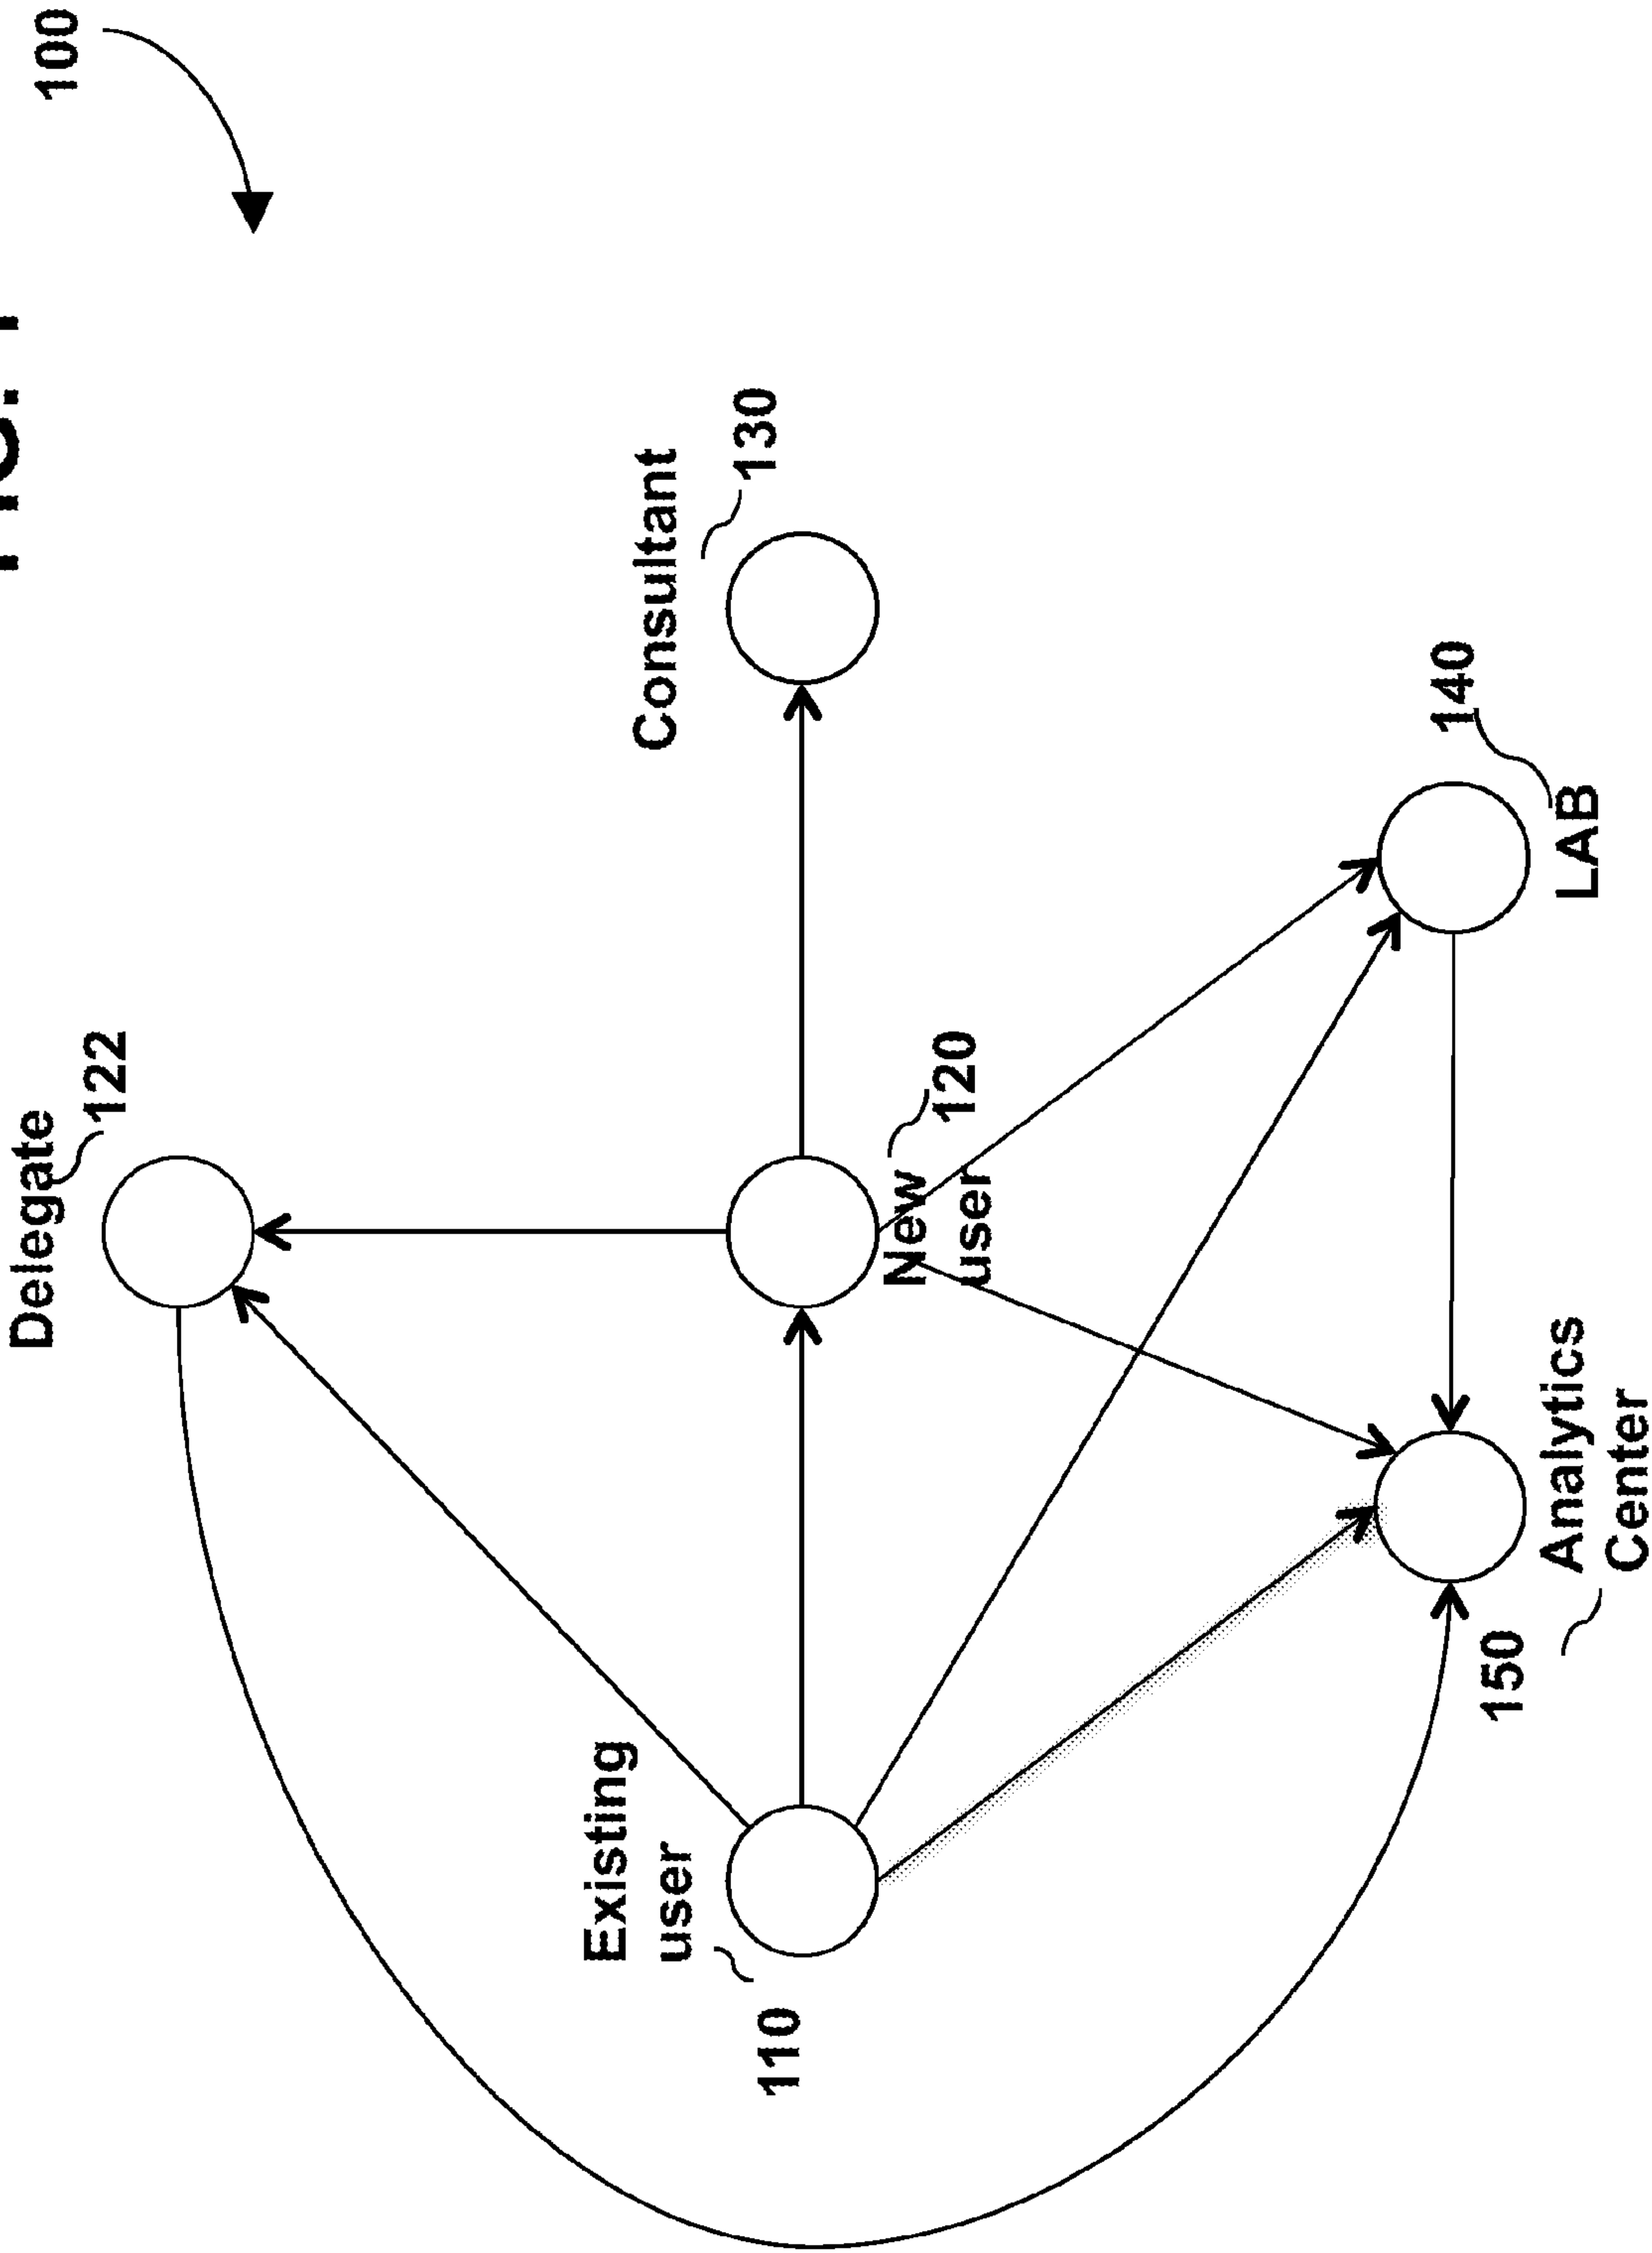 100
Delegate
122
Existing
user
110
New
user
120
Consultant
130
LAB
140
Analytics
Center
150